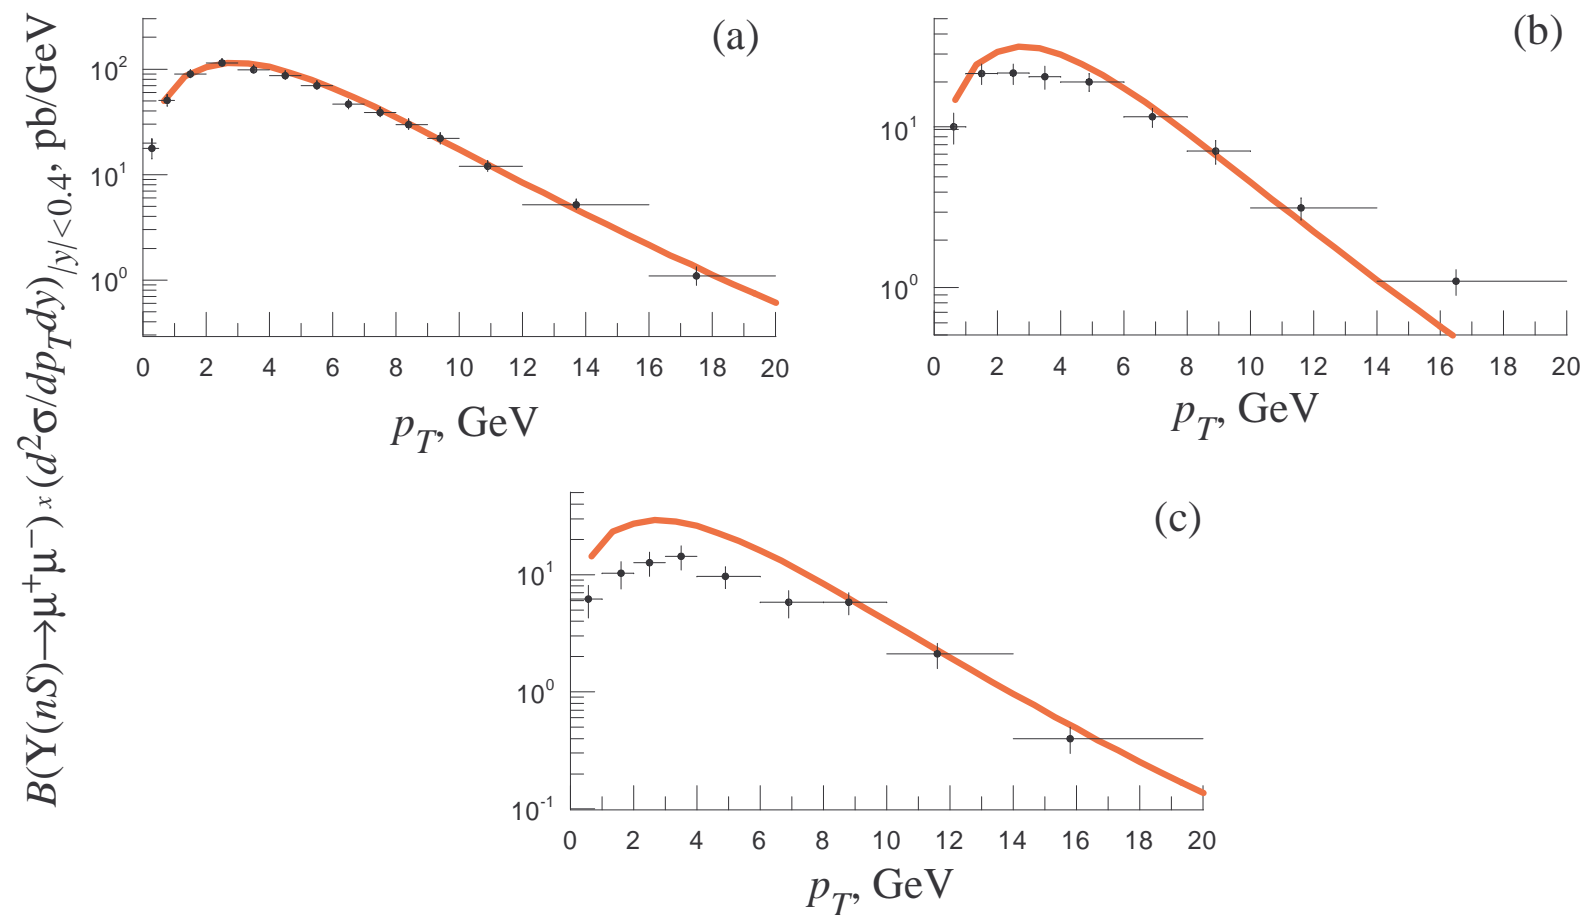 B(Υ(nS)→μ⁺μ⁻) x (d²σ/dp_T dy)_|y|<0.4, pb/GeV
(a)
10²
10¹
10⁰
0 2 4 6 8 10 12 14 16 18 20
p_T, GeV
(b)
10¹
10⁰
0 2 4 6 8 10 12 14 16 18 20
p_T, GeV
(c)
10¹
10⁰
10⁻¹
0 2 4 6 8 10 12 14 16 18 20
p_T, GeV